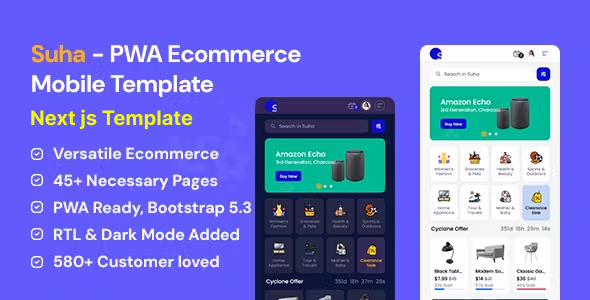 Suha - PWA Ecommerce
Mobile Template
Next js Template
Versatile Ecommerce
45+ Necessary Pages
PWA Ready, Bootstrap 5.3
RTL & Dark Mode Added
580+ Customer loved
S
Search in Suha
Amazon Echo
3rd Generation, Charcoal
Buy Now
Women's
Fashion
Groceries
& Pets
Health &
Beauty
Sports &
Outdoors
Home
Appliance
Tour &
Travels
Mother &
Baby
Clearance
Sale
Cyclone Offer
351d 16h 27m 28s
S
Search in Suha
Amazon Echo
3rd Generation, Charcoal
Buy Now
Women's
Fashion
Groceries
& Pets
Health &
Beauty
Sports &
Outdoors
Home
Appliance
Tour &
Travels
Mother &
Baby
Clearance
Sale
Cyclone Offer
351d 16h 29m 14s
Black Tabl...
$7.99 $15
Modern So...
$14 $21
Classic Ga...
$36 $49